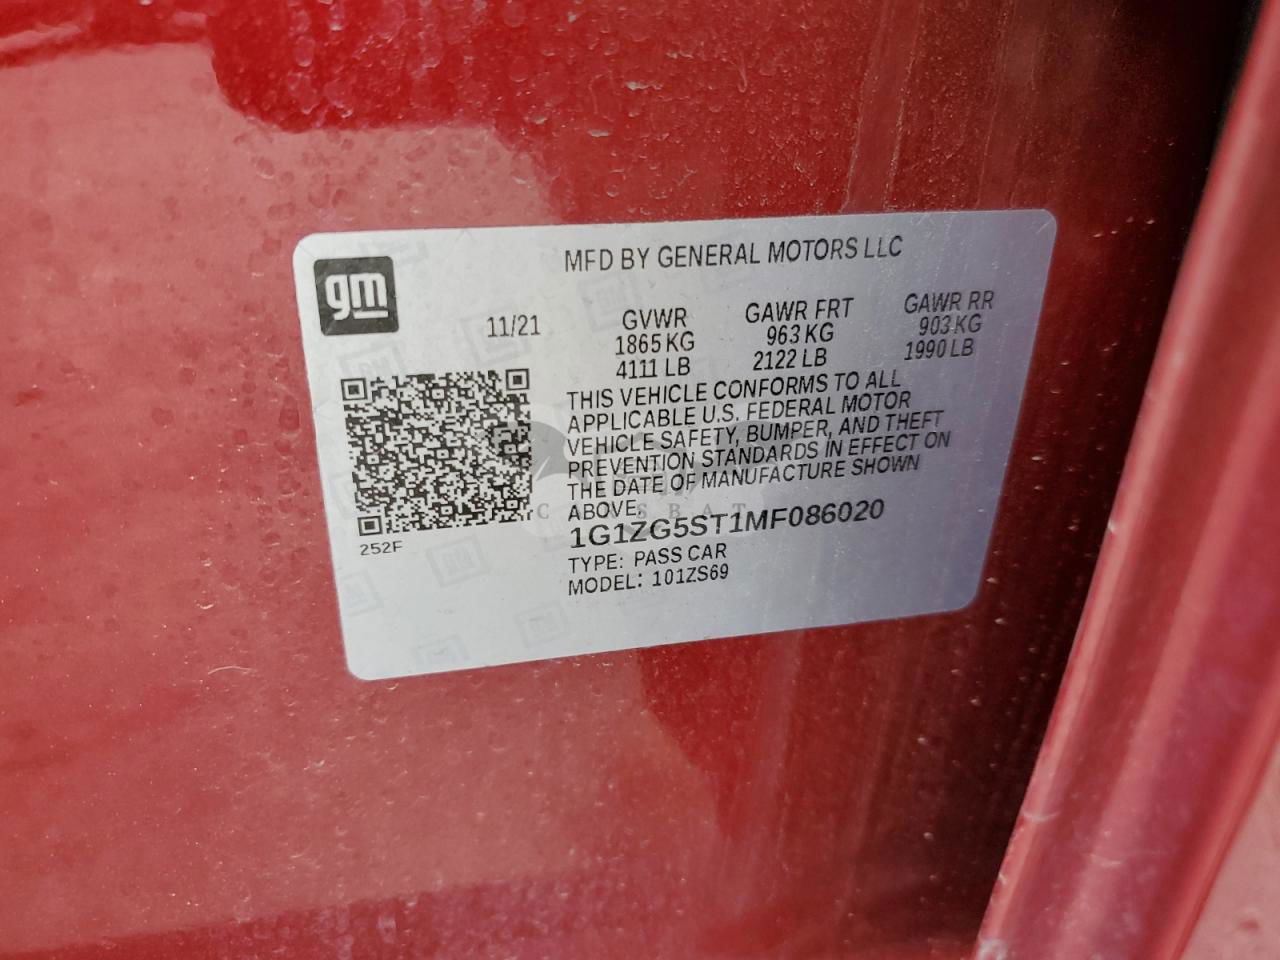 MFD BY GENERAL MOTORS LLC
gm
11/21
GVWR
1865 KG
4111 LB
GAWR FRT
963 KG
2122 LB
GAWR RR
903 KG
1990 LB
THIS VEHICLE CONFORMS TO ALL
APPLICABLE U.S. FEDERAL MOTOR
VEHICLE SAFETY, BUMPER, AND THEFT
PREVENTION STANDARDS IN EFFECT ON
THE DATE OF MANUFACTURE SHOWN
ABOVE.
1G1ZG5ST1MF086020
TYPE: PASS CAR
MODEL: 101ZS69
252F